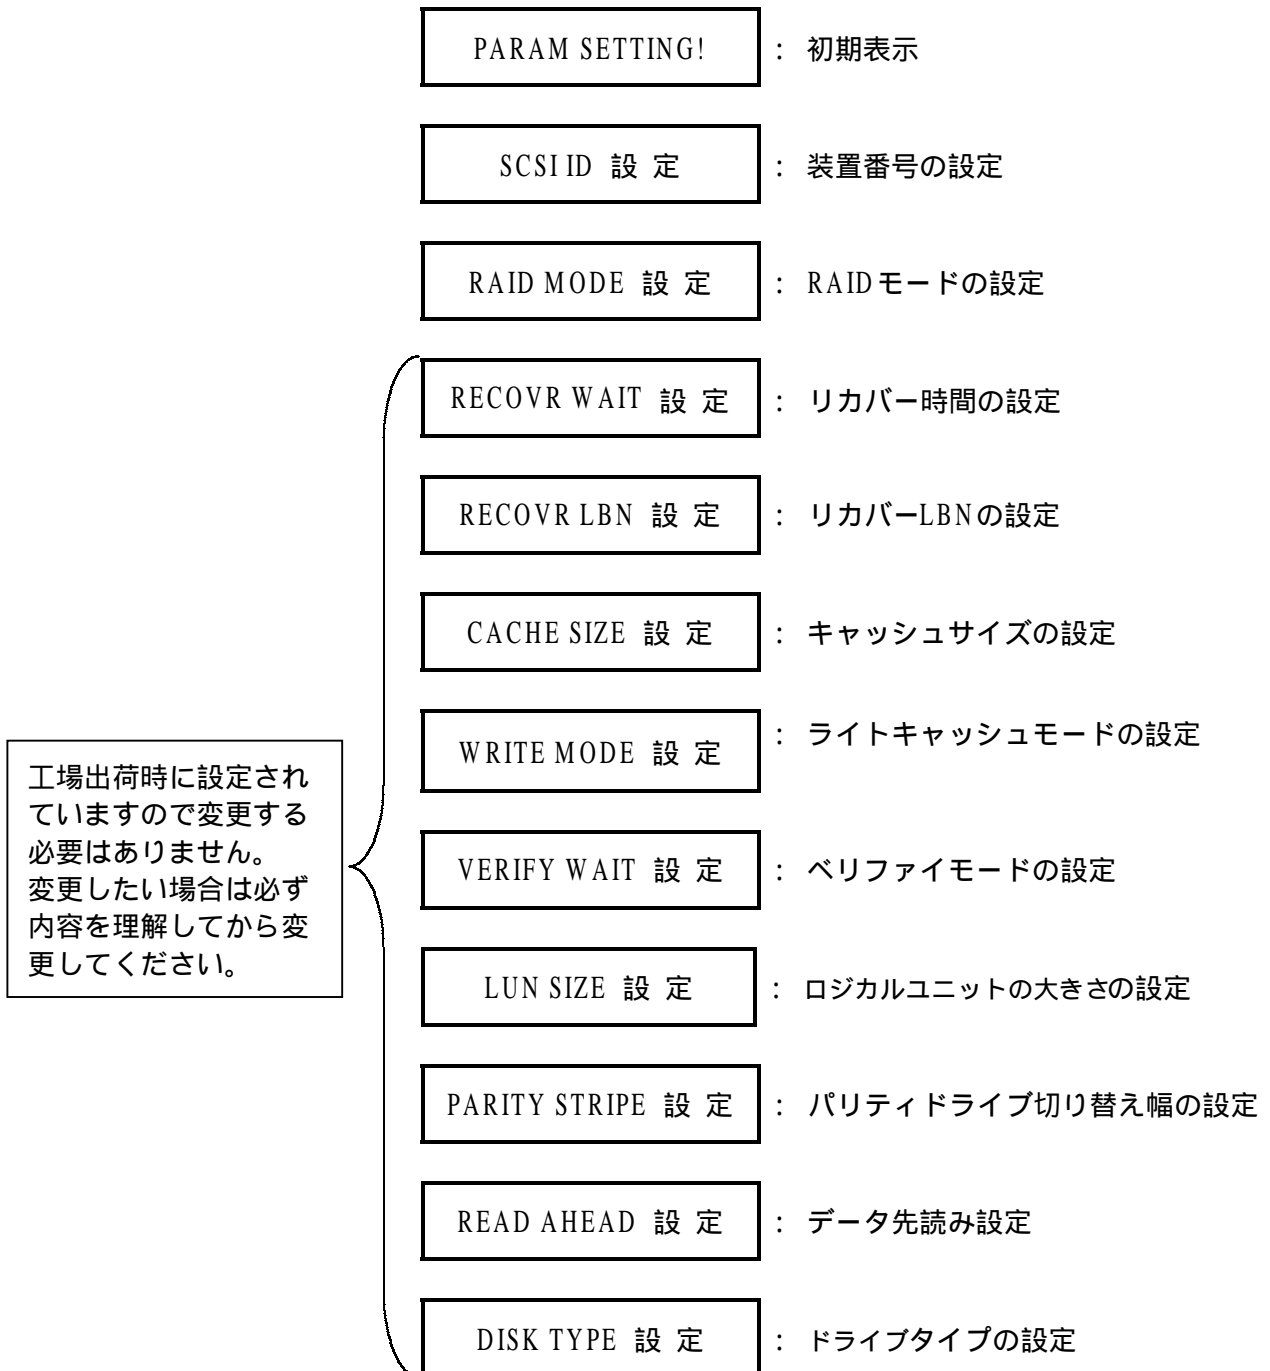 PARAM SETTING! : 初期表示
SCSI ID 設 定 : 装置番号の設定
RAID MODE 設 定 : RAIDモードの設定
RECOVR WAIT 設 定 : リカバー時間の設定
RECOVR LBN 設 定 : リカバーLBNの設定
CACHE SIZE 設 定 : キャッシュサイズの設定
WRITE MODE 設 定 : ライトキャッシュモードの設定
VERIFY WAIT 設 定 : ベリファイモードの設定
LUN SIZE 設 定 : ロジカルユニットの大きさの設定
PARITY STRIPE 設 定 : パリティドライブ切り替え幅の設定
READ AHEAD 設 定 : データ先読み設定
DISK TYPE 設 定 : ドライブタイプの設定
工場出荷時に設定され
ていますので変更する
必要はありません。
変更したい場合は必ず
内容を理解してから変
更してください。